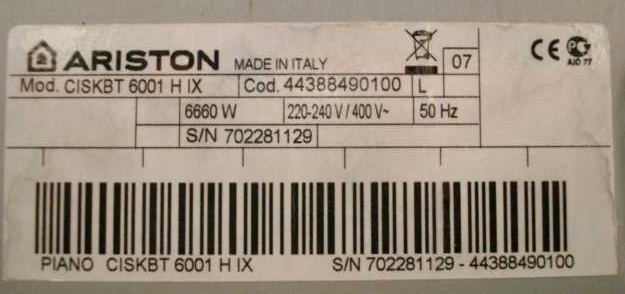 ARISTON MADE IN ITALY 07 CE
АЮ 77
Mod. CISKBT 6001 H IX Cod. 44388490100 L
6660 W 220-240 V / 400 V~ 50 Hz
S/N 702281129
PIANO CISKBT 6001 H IX S/N 702281129 - 44388490100